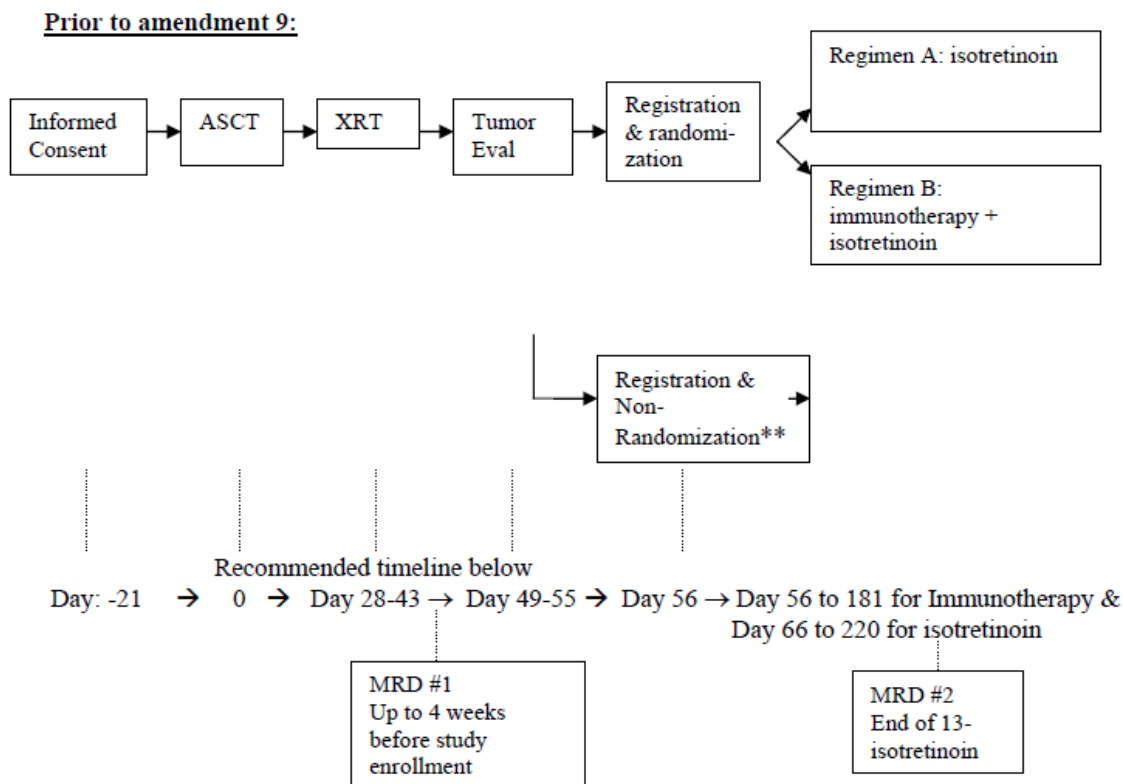 Prior to amendment 9:
Informed
Consent
ASCT
XRT
Tumor
Eval
Registration
& randomi-
zation
Regimen A: isotretinoin
Regimen B:
immunotherapy +
isotretinoin
Registration &
Non-
Randomization**
Recommended timeline below
Day: -21 → 0 → Day 28-43 → Day 49-55 → Day 56 → Day 56 to 181 for Immunotherapy &
Day 66 to 220 for isotretinoin
MRD #1
Up to 4 weeks
before study
enrollment
MRD #2
End of 13-
isotretinoin